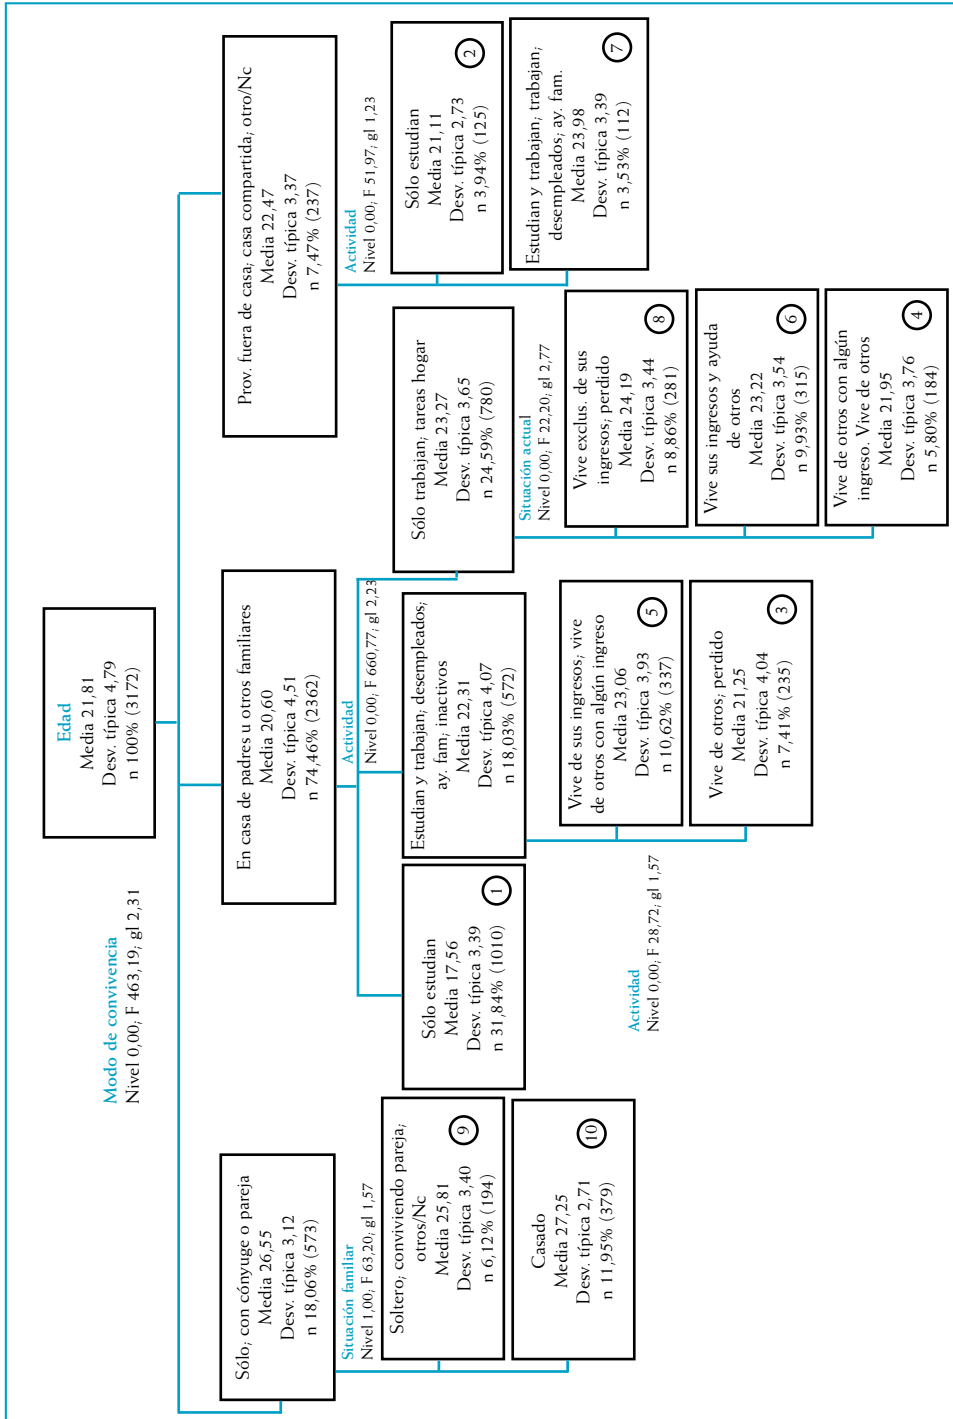 Edad
Media 21,81
Desv. típica 4,79
n 100% (3172)
Modo de convivencia
Nivel 0,00; F 463,19; gl 2,31
Sólo; con cónyuge o pareja
Media 26,55
Desv. típica 3,12
n 18,06% (573)
En casa de padres u otros familiares
Media 20,60
Desv. típica 4,51
n 74,46% (2362)
Prov. fuera de casa; casa compartida; otro/Nc
Media 22,47
Desv. típica 3,37
n 7,47% (237)
Situación familiar
Nivel 1,00; F 63,20; gl 1,57
Actividad
Nivel 0,00; F 660,77; gl 2,23
Actividad
Nivel 0,00; F 51,97; gl 1,23
Soltero; conviviendo pareja;
otros/Nc
Media 25,81
Desv. típica 3,40
n 6,12% (194)
9
Casado
Media 27,25
Desv. típica 2,71
n 11,95% (379)
10
Sólo estudian
Media 17,56
Desv. típica 3,39
n 31,84% (1010)
1
Estudian y trabajan; desempleados;
ay. fam; inactivos
Media 22,31
Desv. típica 4,07
n 18,03% (572)
Sólo trabajan; tareas hogar
Media 23,27
Desv. típica 3,65
n 24,59% (780)
Sólo estudian
Media 21,11
Desv. típica 2,73
n 3,94% (125)
2
Estudian y trabajan; trabajan;
desempleados; ay. fam.
Media 23,98
Desv. típica 3,39
n 3,53% (112)
7
Actividad
Nivel 0,00; F 28,72; gl 1,57
Situación actual
Nivel 0,00; F 22,20; gl 2,77
Vive de sus ingresos; vive
de otros con algún ingreso
Media 23,06
Desv. típica 3,93
n 10,62% (337)
5
Vive de otros; perdido
Media 21,25
Desv. típica 4,04
n 7,41% (235)
3
Vive exclus. de sus
ingresos; perdido
Media 24,19
Desv. típica 3,44
n 8,86% (281)
8
Vive sus ingresos y ayuda
de otros
Media 23,22
Desv. típica 3,54
n 9,93% (315)
6
Vive de otros con algún
ingreso. Vive de otros
Media 21,95
Desv. típica 3,76
n 5,80% (184)
4